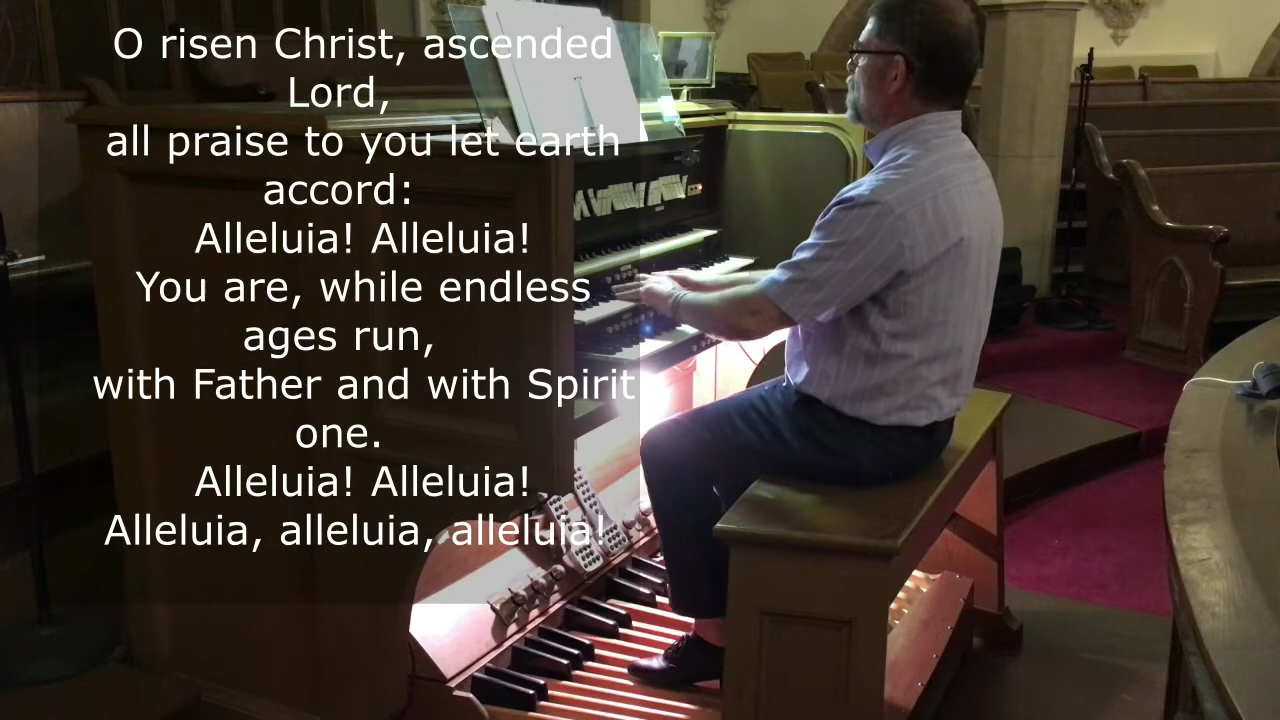 O risen Christ, ascended
Lord,
all praise to you let earth
accord:
Alleluia! Alleluia!
You are, while endless
ages run,
with Father and with Spirit
one.
Alleluia! Alleluia!
Alleluia, alleluia, alleluia!